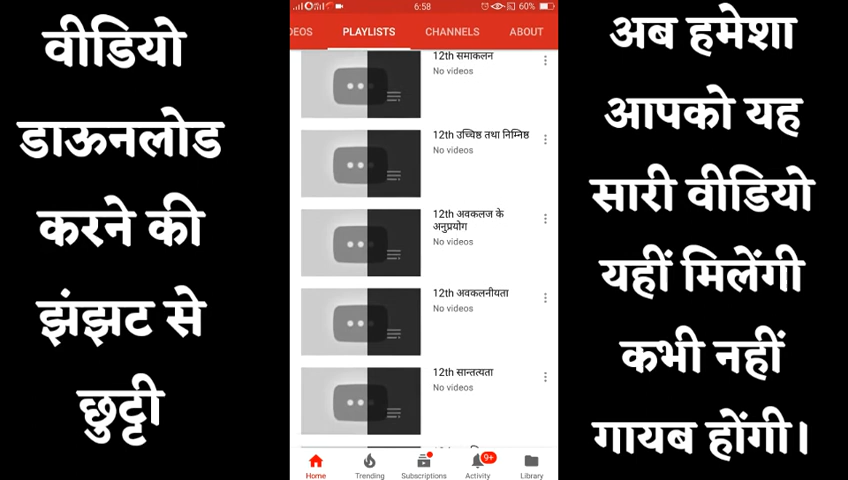 वीडियो
डाऊनलोड
करने की
झंझट से
छुट्टी
6:58
60%
DEOS PLAYLISTS CHANNELS ABOUT
12th समाकलन
No videos
12th उच्चिष्ठ तथा निम्निष्ठ
No videos
12th अवकलज के
अनुप्रयोग
No videos
12th अवकलनीयता
No videos
12th सान्तत्यता
No videos
9+
Home Trending Subscriptions Activity Library
अब हमेशा
आपको यह
सारी वीडियो
यहीं मिलेंगी
कभी नहीं
गायब होंगी।